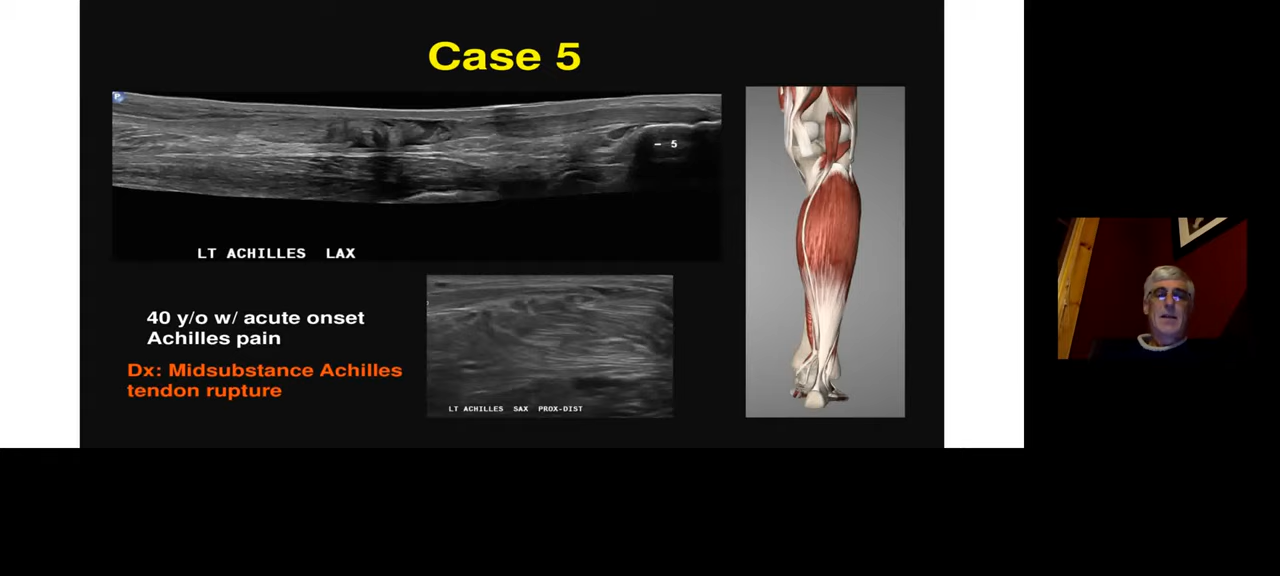 Case 5
P
- 5
LT ACHILLES LAX
40 y/o w/ acute onset
Achilles pain
Dx: Midsubstance Achilles
tendon rupture
LT ACHILLES SAX PROX-DIST